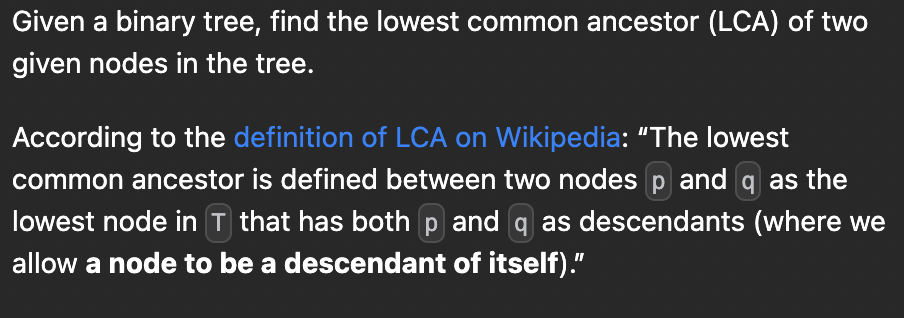 Given a binary tree, find the lowest common ancestor (LCA) of two
given nodes in the tree.
According to the definition of LCA on Wikipedia: “The lowest
common ancestor is defined between two nodes p and q as the
lowest node in T that has both p and q as descendants (where we
allow a node to be a descendant of itself).”